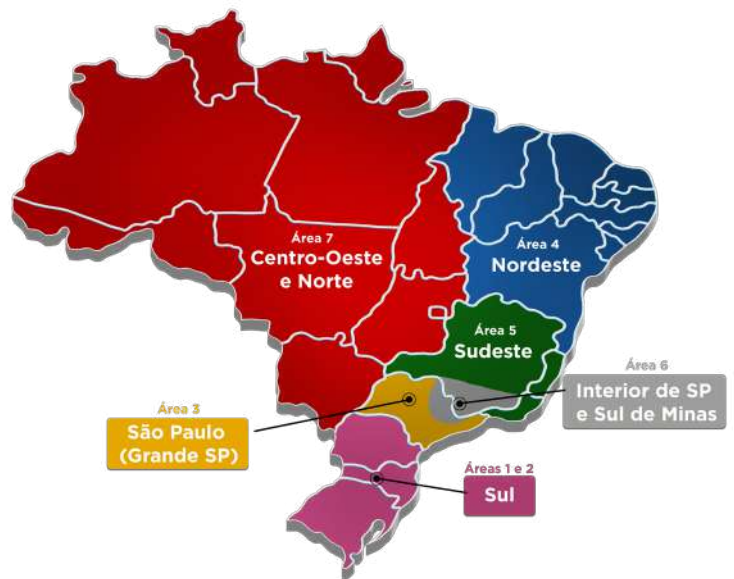 Área 7
Centro-Oeste
e Norte
Área 4
Nordeste
Área 5
Sudeste
Área 6
Interior de SP
e Sul de Minas
Área 3
São Paulo
(Grande SP)
Áreas 1 e 2
Sul